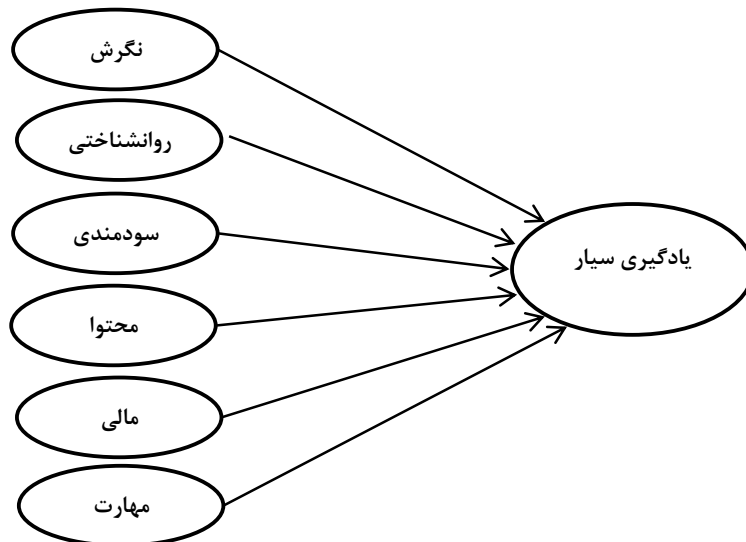 نگرش
روانشناختی
سودمندی
یادگیری سیار
محتوا
مالی
مهارت